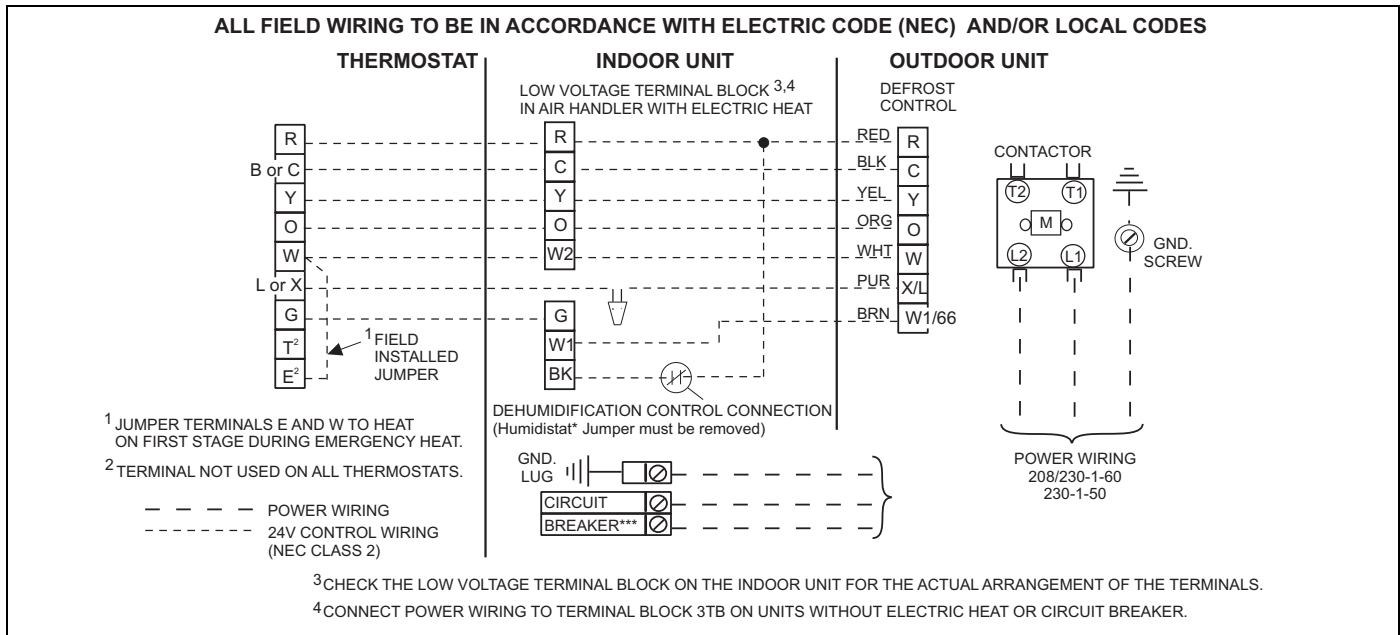 ALL FIELD WIRING TO BE IN ACCORDANCE WITH ELECTRIC CODE (NEC) AND/OR LOCAL CODES
THERMOSTAT
INDOOR UNIT
OUTDOOR UNIT
LOW VOLTAGE TERMINAL BLOCK 3,4
IN AIR HANDLER WITH ELECTRIC HEAT
DEFROST
CONTROL
R
B or C
Y
O
W
L or X
G
T²
E²
1 FIELD
INSTALLED
JUMPER
R
C
Y
O
W2
G
W1
BK
RED
BLK
YEL
ORG
WHT
PUR
BRN
R
C
Y
O
W
X/L
W1/66
CONTACTOR
T2
T1
M
L2
L1
GND.
SCREW
DEHUMIDIFICATION CONTROL CONNECTION
(Humidistat* Jumper must be removed)
1 JUMPER TERMINALS E AND W TO HEAT
ON FIRST STAGE DURING EMERGENCY HEAT.
2 TERMINAL NOT USED ON ALL THERMOSTATS.
GND.
LUG
CIRCUIT
BREAKER***
POWER WIRING
208/230-1-60
230-1-50
POWER WIRING
24V CONTROL WIRING
(NEC CLASS 2)
3 CHECK THE LOW VOLTAGE TERMINAL BLOCK ON THE INDOOR UNIT FOR THE ACTUAL ARRANGEMENT OF THE TERMINALS.
4 CONNECT POWER WIRING TO TERMINAL BLOCK 3TB ON UNITS WITHOUT ELECTRIC HEAT OR CIRCUIT BREAKER.